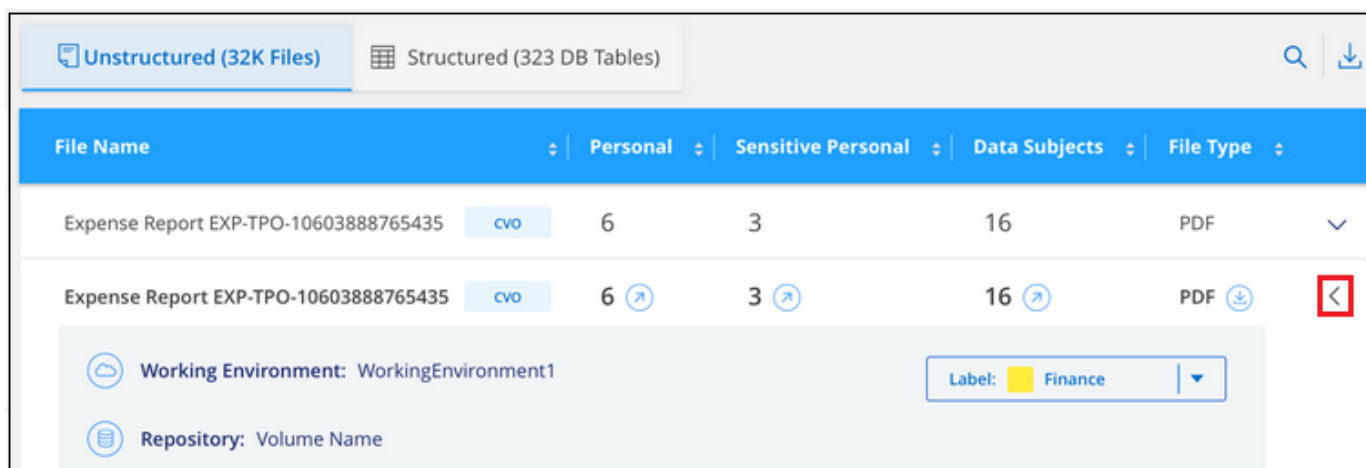 Unstructured (32K Files) Structured (323 DB Tables)
File Name Personal Sensitive Personal Data Subjects File Type
Expense Report EXP-TPO-10603888765435 CVO 6 3 16 PDF
Expense Report EXP-TPO-10603888765435 CVO 6 3 16 PDF
Working Environment: WorkingEnvironment1 Label: Finance
Repository: Volume Name